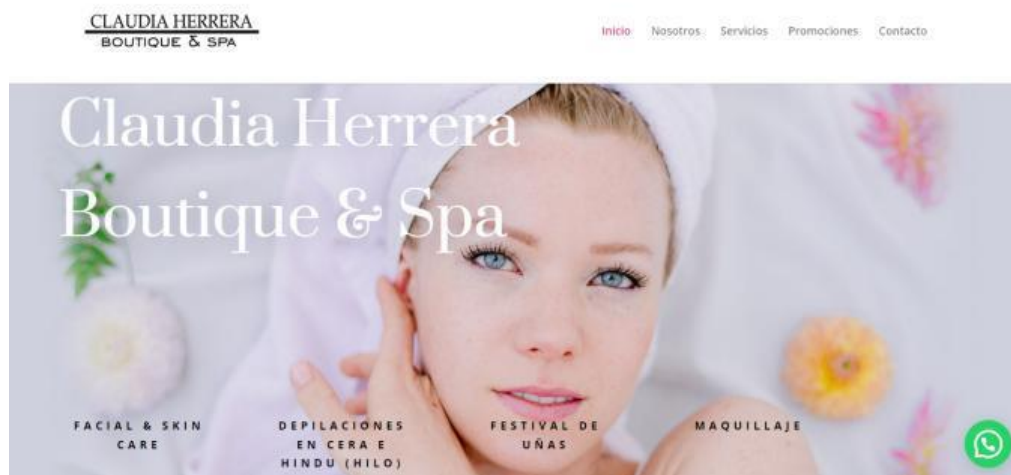 CLAUDIA HERRERA
BOUTIQUE & SPA
Inicio Nosotros Servicios Promociones Contacto
Claudia Herrera
Boutique & Spa
FACIAL & SKIN
CARE
DEPILACIONES
EN CERA E
HINDU (HILO)
FESTIVAL DE
UÑAS
MAQUILLAJE